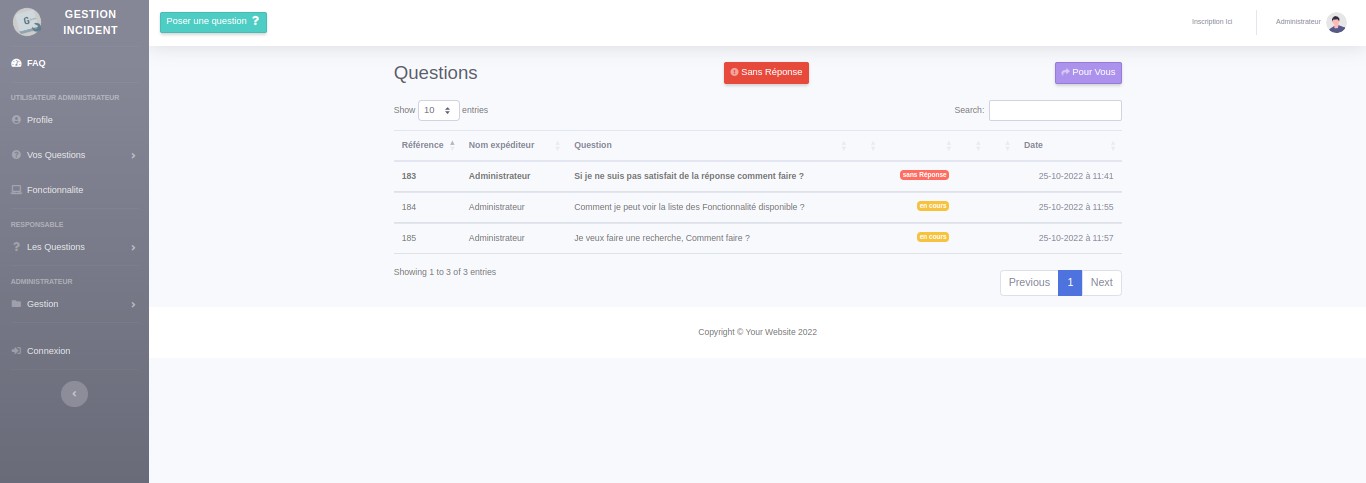 GESTION
INCIDENT
Poser une question ?
Inscription Ici
Administrateur
FAQ
UTILISATEUR ADMINISTRATEUR
Profile
Vos Questions
Fonctionnalite
RESPONSABLE
Les Questions
ADMINISTRATEUR
Gestion
Connexion
Questions
Sans Réponse
Pour Vous
Show 10 entries
Search:
Référence Nom expéditeur Question Date
183 Administrateur Si je ne suis pas satisfait de la réponse comment faire ? sans Réponse 25-10-2022 à 11:41
184 Administrateur Comment je peut voir la liste des Fonctionnalité disponible ? en cours 25-10-2022 à 11:55
185 Administrateur Je veux faire une recherche, Comment faire ? en cours 25-10-2022 à 11:57
Showing 1 to 3 of 3 entries
Previous 1 Next
Copyright © Your Website 2022